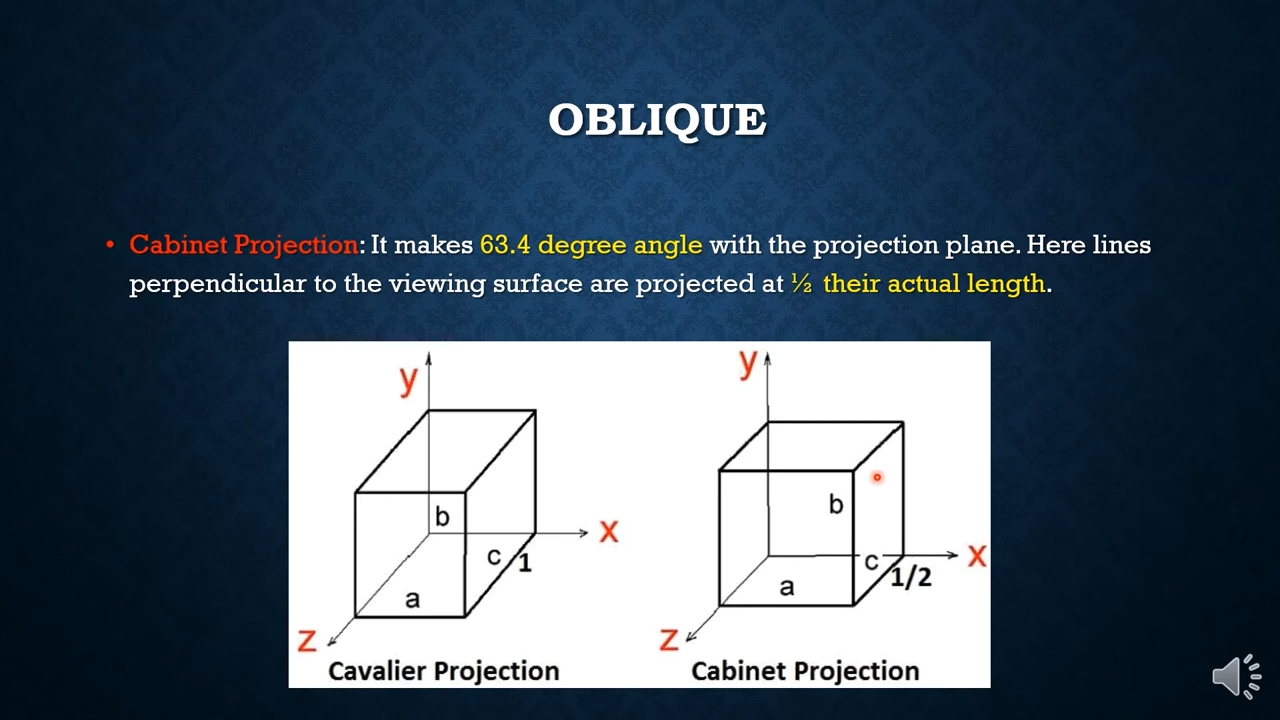 OBLIQUE
• Cabinet Projection: It makes 63.4 degree angle with the projection plane. Here lines
perpendicular to the viewing surface are projected at ½ their actual length.
y
b
x
c 1
a
z
Cavalier Projection
y
b
x
c
1/2
a
z
Cabinet Projection